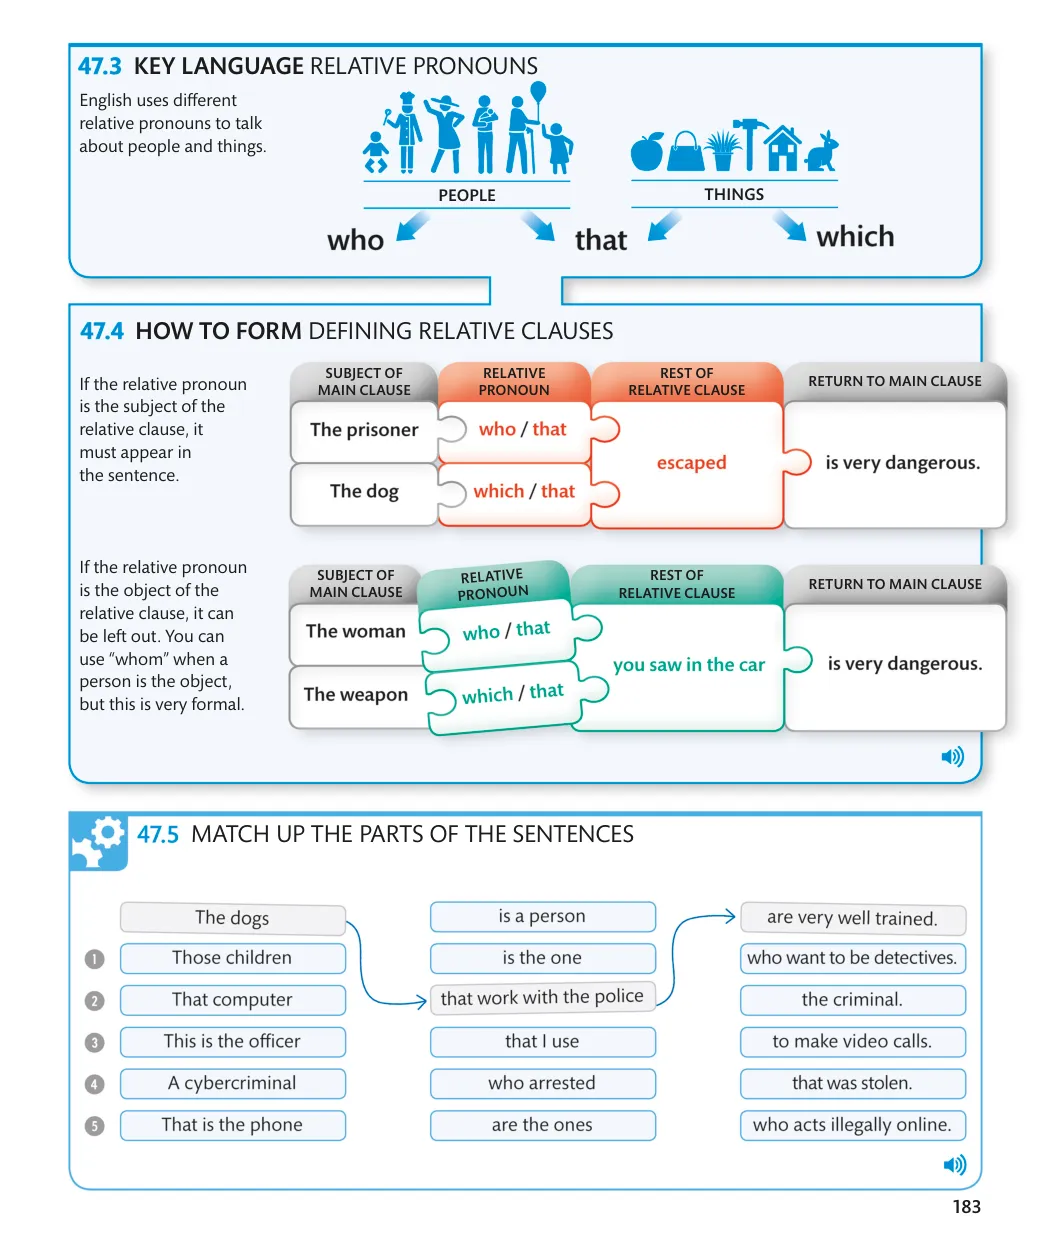 47.3 KEY LANGUAGE RELATIVE PRONOUNS
English uses different
relative pronouns to talk
about people and things.
PEOPLE
THINGS
who
that
which
47.4 HOW TO FORM DEFINING RELATIVE CLAUSES
If the relative pronoun
is the subject of the
relative clause, it
must appear in
the sentence.
SUBJECT OF
MAIN CLAUSE
RELATIVE
PRONOUN
REST OF
RELATIVE CLAUSE
RETURN TO MAIN CLAUSE
The prisoner
who / that
The dog
which / that
escaped
is very dangerous.
If the relative pronoun
is the object of the
relative clause, it can
be left out. You can
use “whom” when a
person is the object,
but this is very formal.
SUBJECT OF
MAIN CLAUSE
RELATIVE
PRONOUN
REST OF
RELATIVE CLAUSE
RETURN TO MAIN CLAUSE
The woman
who / that
The weapon
which / that
you saw in the car
is very dangerous.
47.5 MATCH UP THE PARTS OF THE SENTENCES
The dogs
is a person
are very well trained.
1 Those children
is the one
who want to be detectives.
2 That computer
that work with the police
the criminal.
3 This is the officer
that I use
to make video calls.
4 A cybercriminal
who arrested
that was stolen.
5 That is the phone
are the ones
who acts illegally online.
183